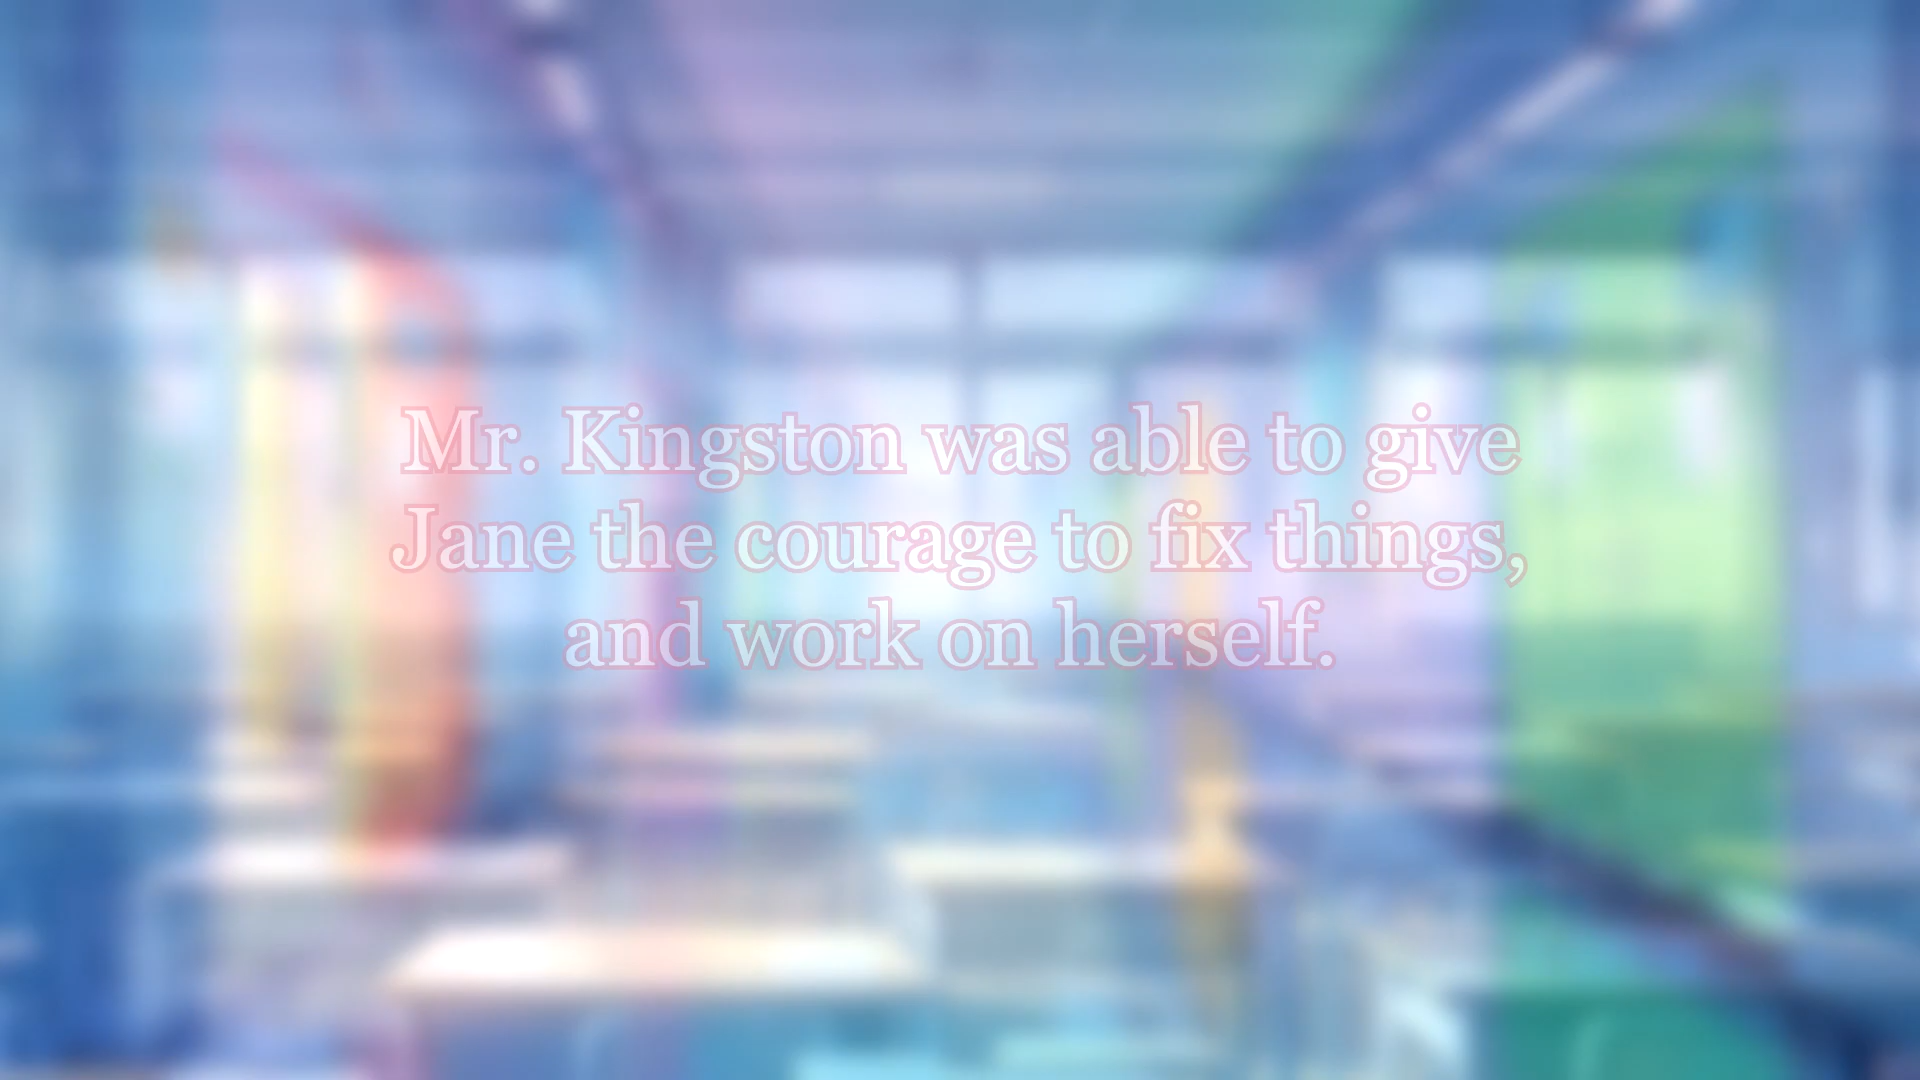 Mr. Kingston was able to give
Jane the courage to fix things,
and work on herself.